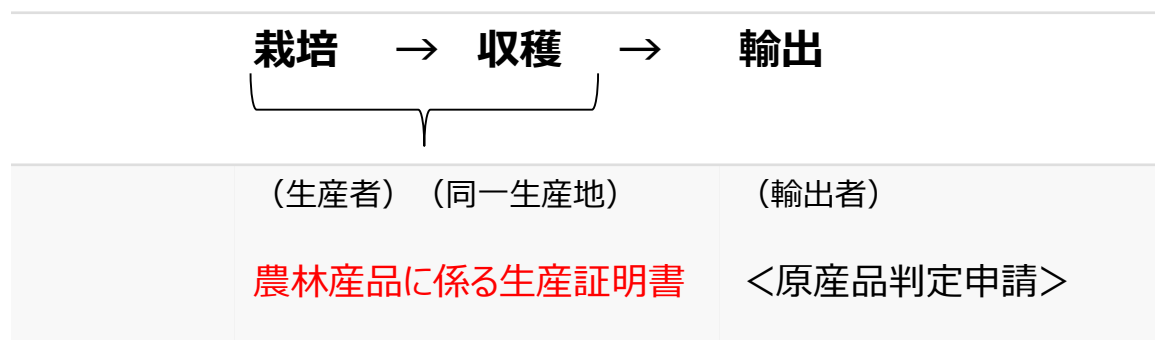 栽培 → 収穫 → 輸出
（生産者）（同一生産地） （輸出者）
農林産品に係る生産証明書 ＜原産品判定申請＞